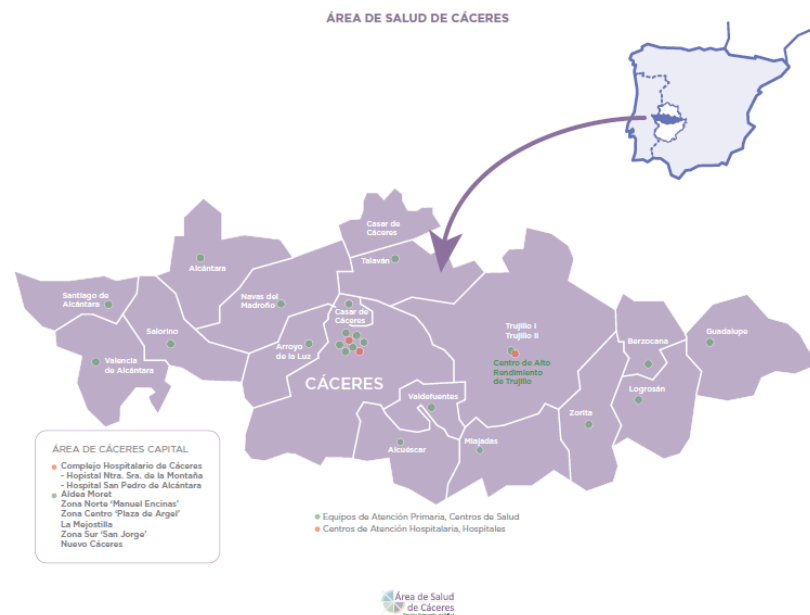 ÁREA DE SALUD DE CÁCERES
Casar de
Cáceres
Talaván
Alcántara
Santiago de
Alcántara
Navas del
Madroño
Casar de
Cáceres
Salorino
Arroyo
de la Luz
Trujillo I
Trujillo II
Centro de Alto
Rendimiento
de Trujillo
Berzocana
Guadalupe
Valencia
de Alcántara
CÁCERES
Valdefuentes
Logrosán
Zorita
Alcuéscar
Miajadas
ÁREA DE CÁCERES CAPITAL
Complejo Hospitalario de Cáceres
- Hopistal Ntra. Sra. de la Montaña
- Hospital San Pedro de Alcántara
Aldea Moret
Zona Norte ‘Manuel Encinas’
Zona Centro ‘Plaza de Argel’
La Mejostilla
Zona Sur ‘San Jorge’
Nuevo Cáceres
Equipos de Atención Primaria, Centros de Salud
Centros de Atención Hospitalaria, Hospitales
Área de Salud
de Cáceres